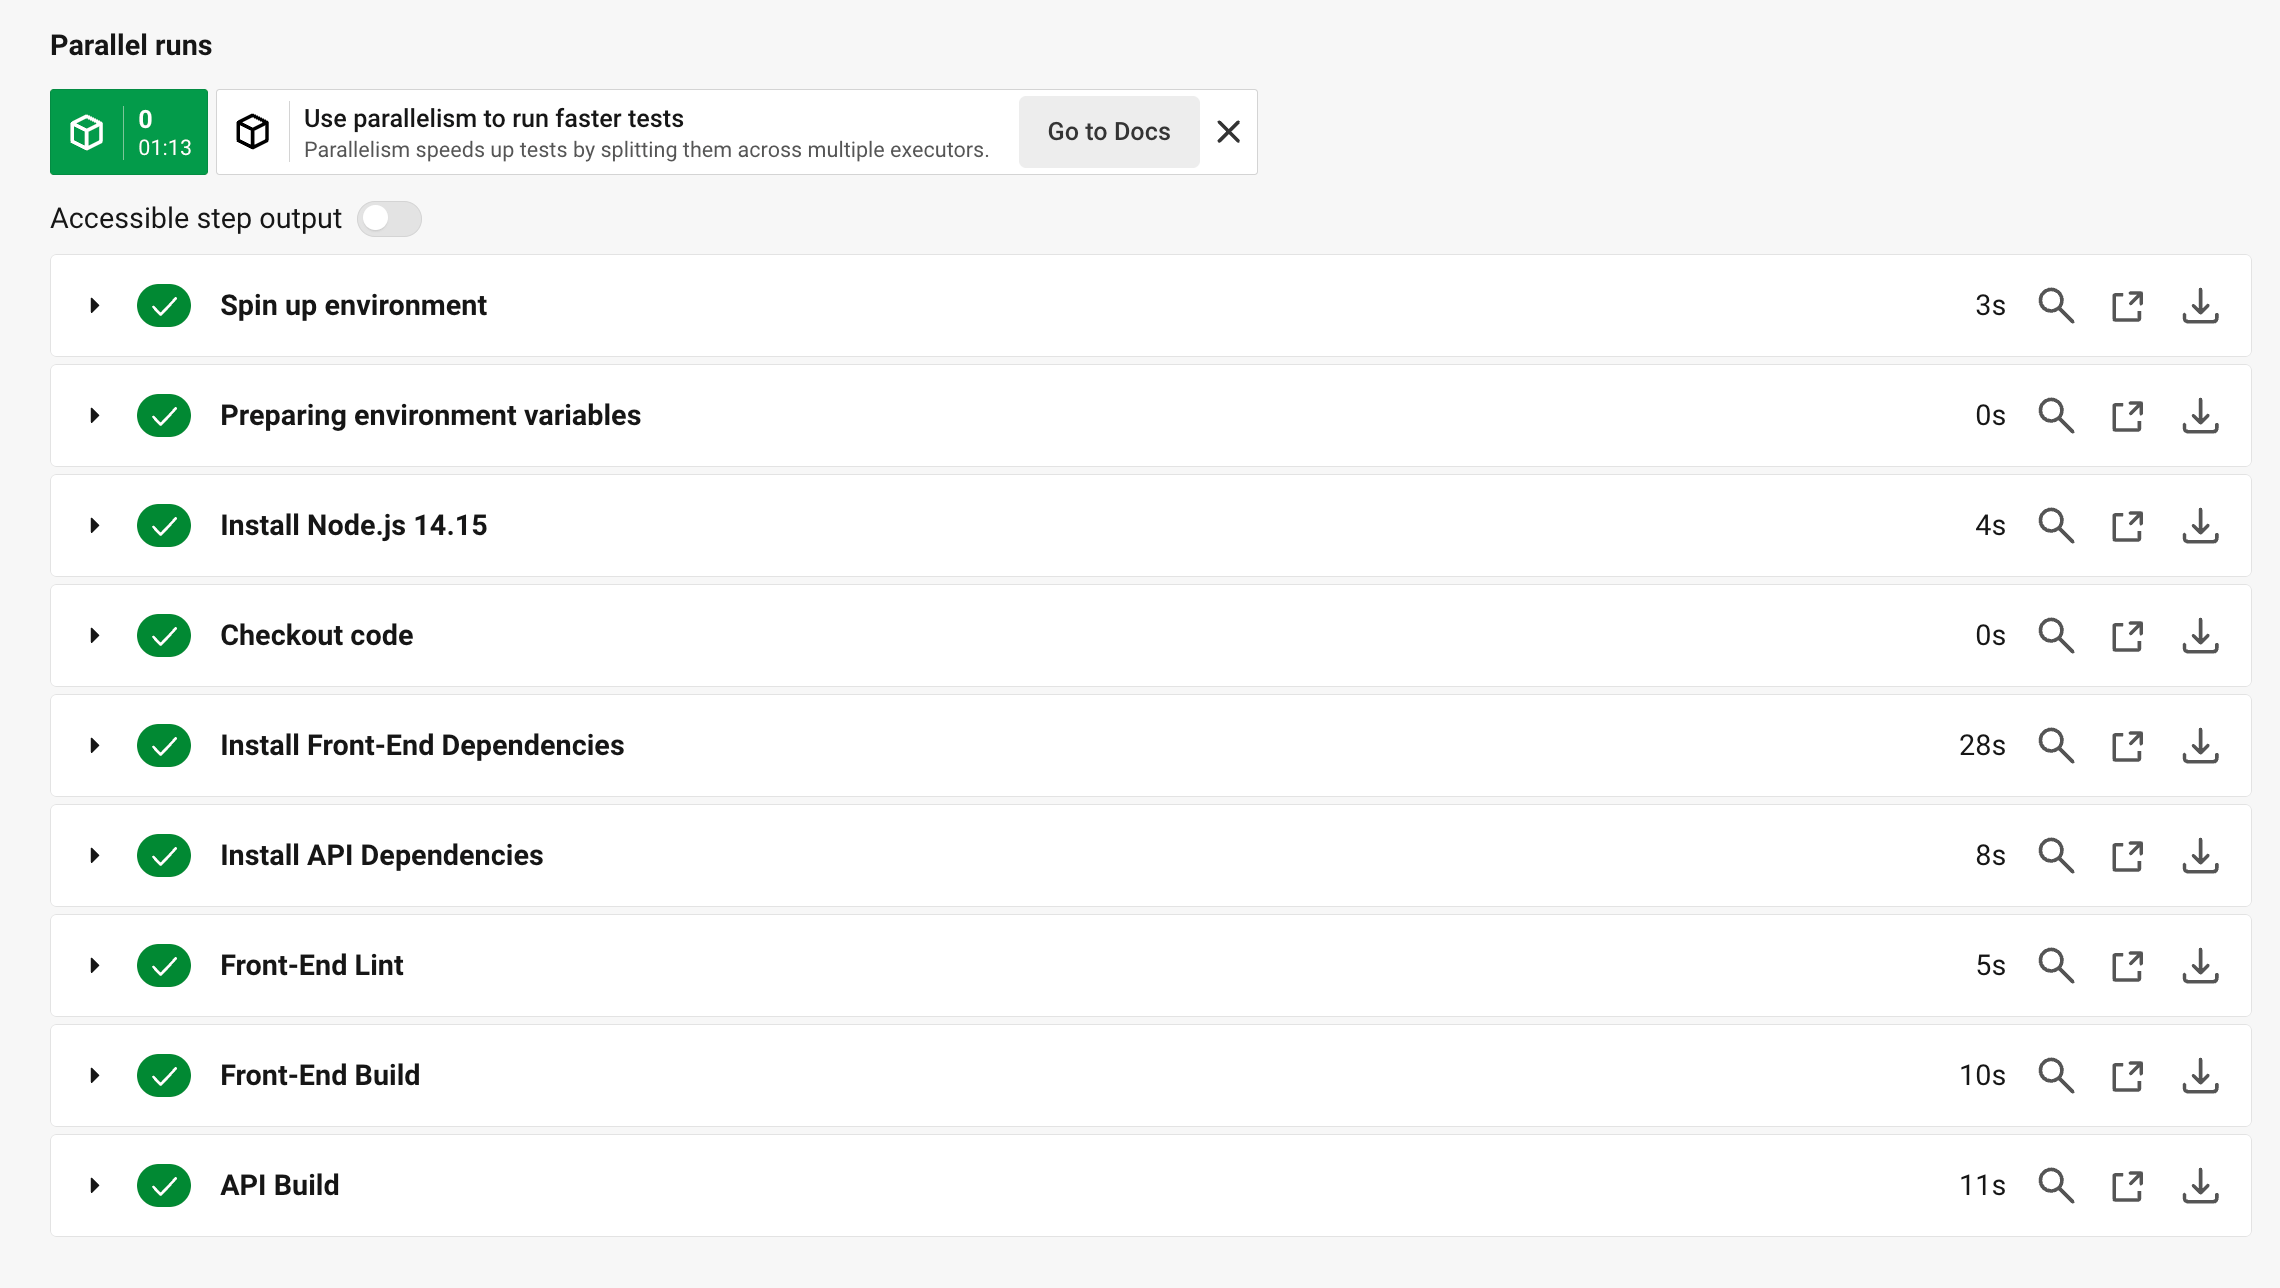 Parallel runs
0
01:13
Use parallelism to run faster tests
Parallelism speeds up tests by splitting them across multiple executors.
Go to Docs
Accessible step output
Spin up environment 3s
Preparing environment variables 0s
Install Node.js 14.15 4s
Checkout code 0s
Install Front-End Dependencies 28s
Install API Dependencies 8s
Front-End Lint 5s
Front-End Build 10s
API Build 11s